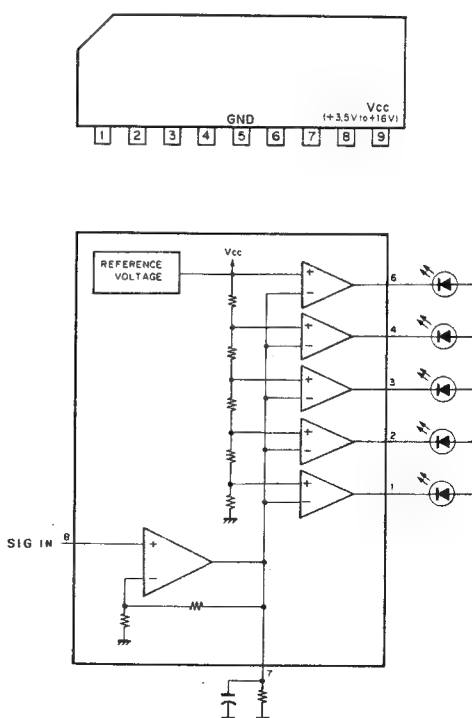 GND
Vcc
(+3.5V to +16V)
1 2 3 4 5 6 7 8 9
REFERENCE
VOLTAGE
Vcc
+
−
6
+
−
4
+
−
3
+
−
2
+
−
1
SIG IN 8
+
−
7